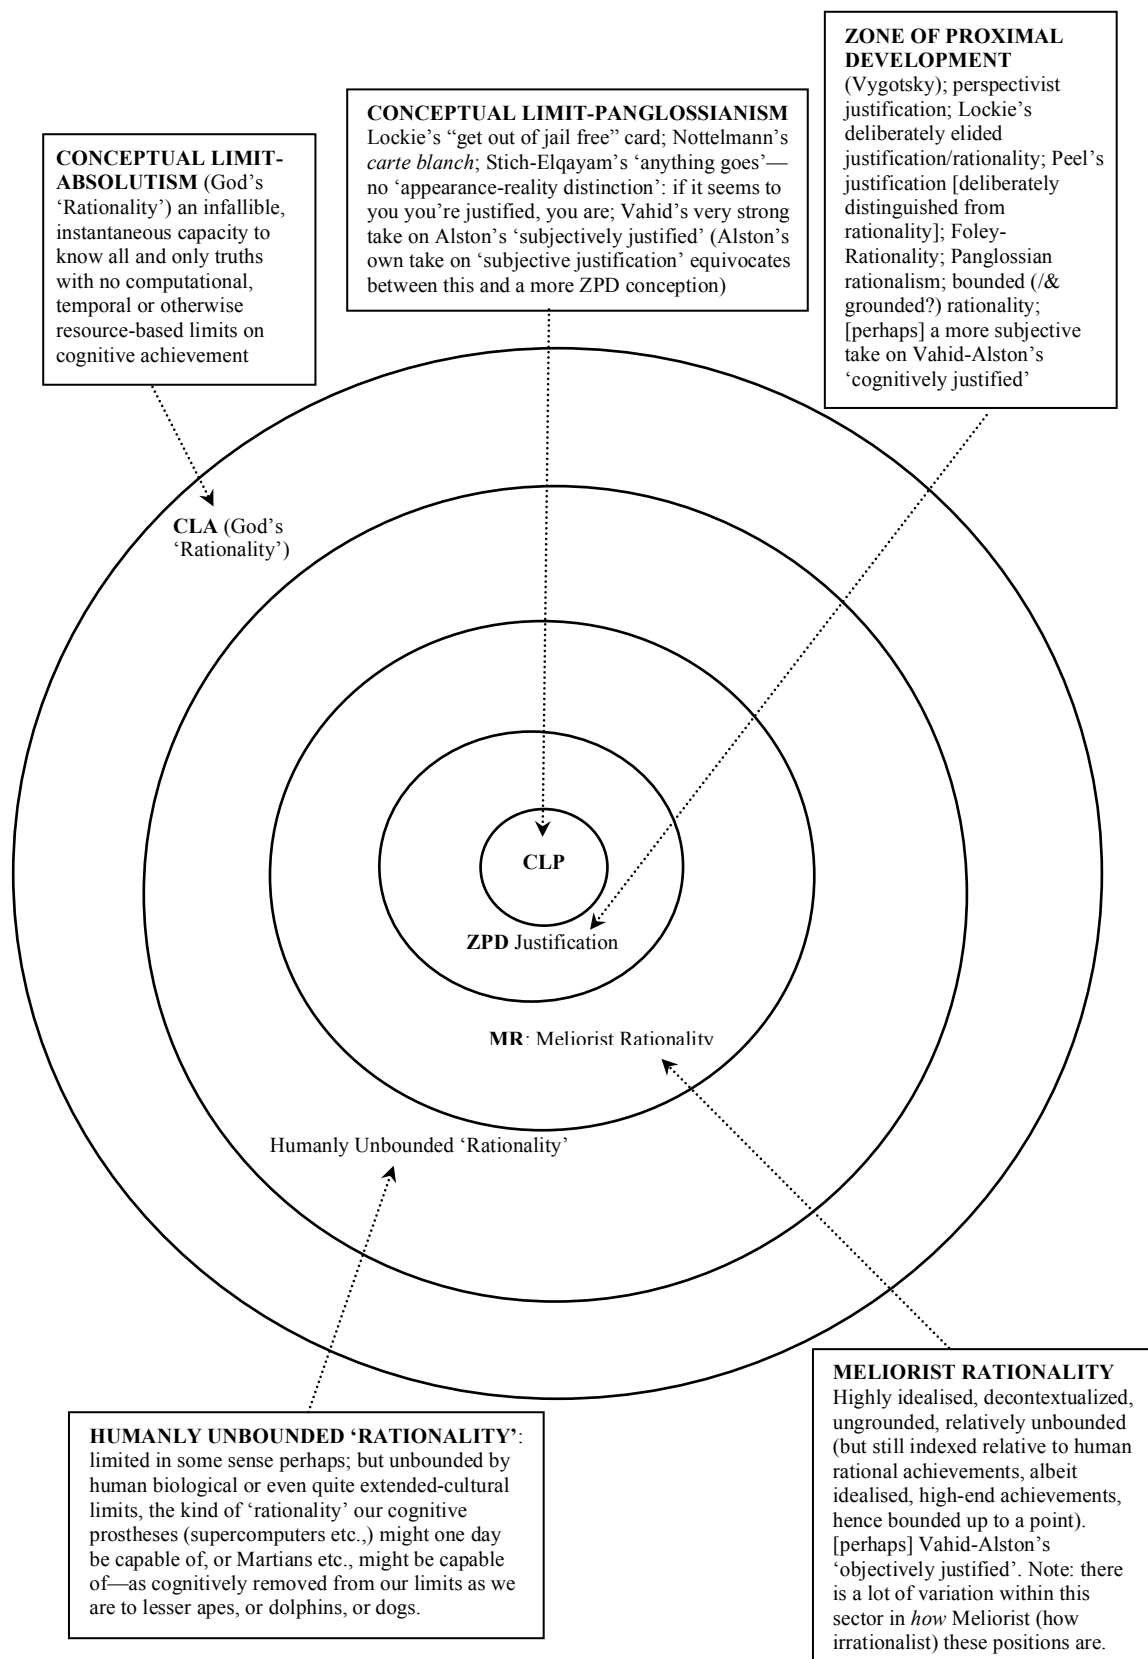 ZONE OF PROXIMAL
DEVELOPMENT
(Vygotsky); perspectivist
justification; Lockie’s
deliberately elided
justification/rationality; Peel’s
justification [deliberately
distinguished from
rationality]; Foley-
Rationality; Panglossian
rationalism; bounded (/&
grounded?) rationality;
[perhaps] a more subjective
take on Vahid-Alston’s
‘cognitively justified’
CONCEPTUAL LIMIT-PANGLOSSIANISM
Lockie’s “get out of jail free” card; Nottelmann’s
carte blanch; Stich-Elqayam’s ‘anything goes’—
no ‘appearance-reality distinction’: if it seems to
you you’re justified, you are; Vahid’s very strong
take on Alston’s ‘subjectively justified’ (Alston’s
own take on ‘subjective justification’ equivocates
between this and a more ZPD conception)
CONCEPTUAL LIMIT-
ABSOLUTISM (God’s
‘Rationality’) an infallible,
instantaneous capacity to
know all and only truths
with no computational,
temporal or otherwise
resource-based limits on
cognitive achievement
CLA (God’s
‘Rationality’)
CLP
ZPD Justification
MR: Meliorist Rationality
Humanly Unbounded ‘Rationality’
MELIORIST RATIONALITY
Highly idealised, decontextualized,
ungrounded, relatively unbounded
(but still indexed relative to human
rational achievements, albeit
idealised, high-end achievements,
hence bounded up to a point).
[perhaps] Vahid-Alston’s
‘objectively justified’. Note: there
is a lot of variation within this
sector in how Meliorist (how
irrationalist) these positions are.
HUMANLY UNBOUNDED ‘RATIONALITY’:
limited in some sense perhaps; but unbounded by
human biological or even quite extended-cultural
limits, the kind of ‘rationality’ our cognitive
prostheses (supercomputers etc.,) might one day
be capable of, or Martians etc., might be capable
of—as cognitively removed from our limits as we
are to lesser apes, or dolphins, or dogs.